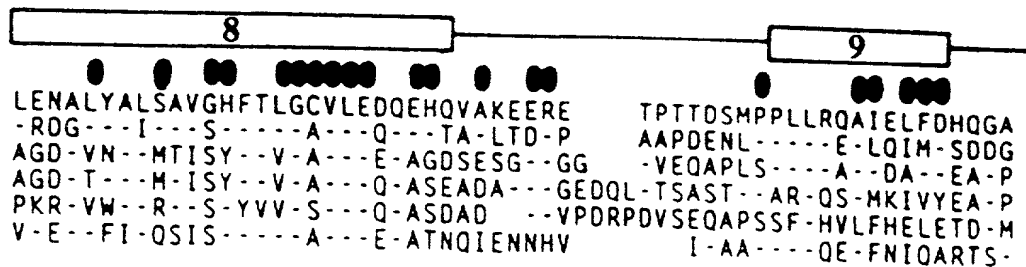 8 9
LENALYALSAVGHFTLGCVLEDQEHQVAKEERE TPTTDSMPPLLRQAIELFDHQGA
-RDG---I---S----A---Q---TA-LTD-P AAPDENL-----E-LQIM-SDDG
AGD-VN--MTISY--V-A---E-AGDSESG--GG -VEQAPLS---A--DA--EA-P
AGD-T---M-ISY--V-A---Q-ASEADA---GEDQL-TSAST--AR-QS-MKIVYEA-P
PKR-VW--R--S-YVV-S---Q-ASDAD --VPDRPDVSEQAPSSF-HVLFHELETD-M
V-E--FI-QSIS----A---E-ATNQIENNHV I-AA---QE-FNIQARTS-